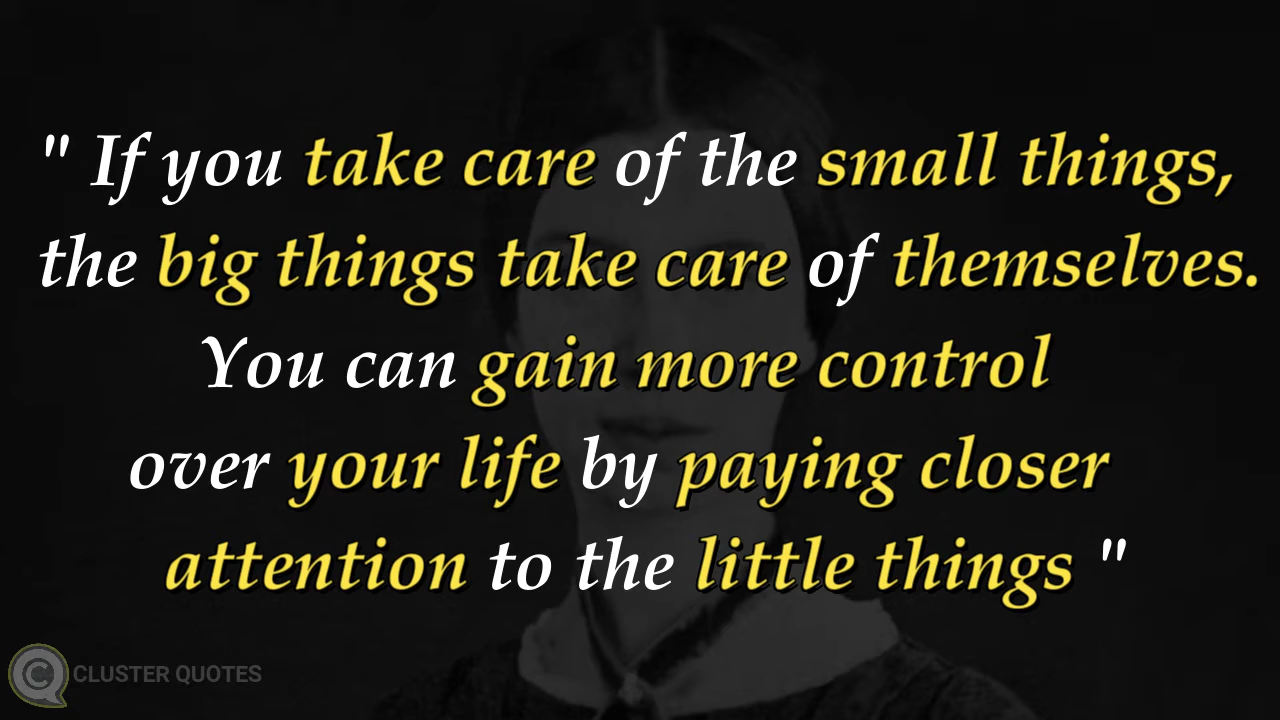 " If you take care of the small things,
the big things take care of themselves.
You can gain more control
over your life by paying closer
attention to the little things "
CLUSTER QUOTES